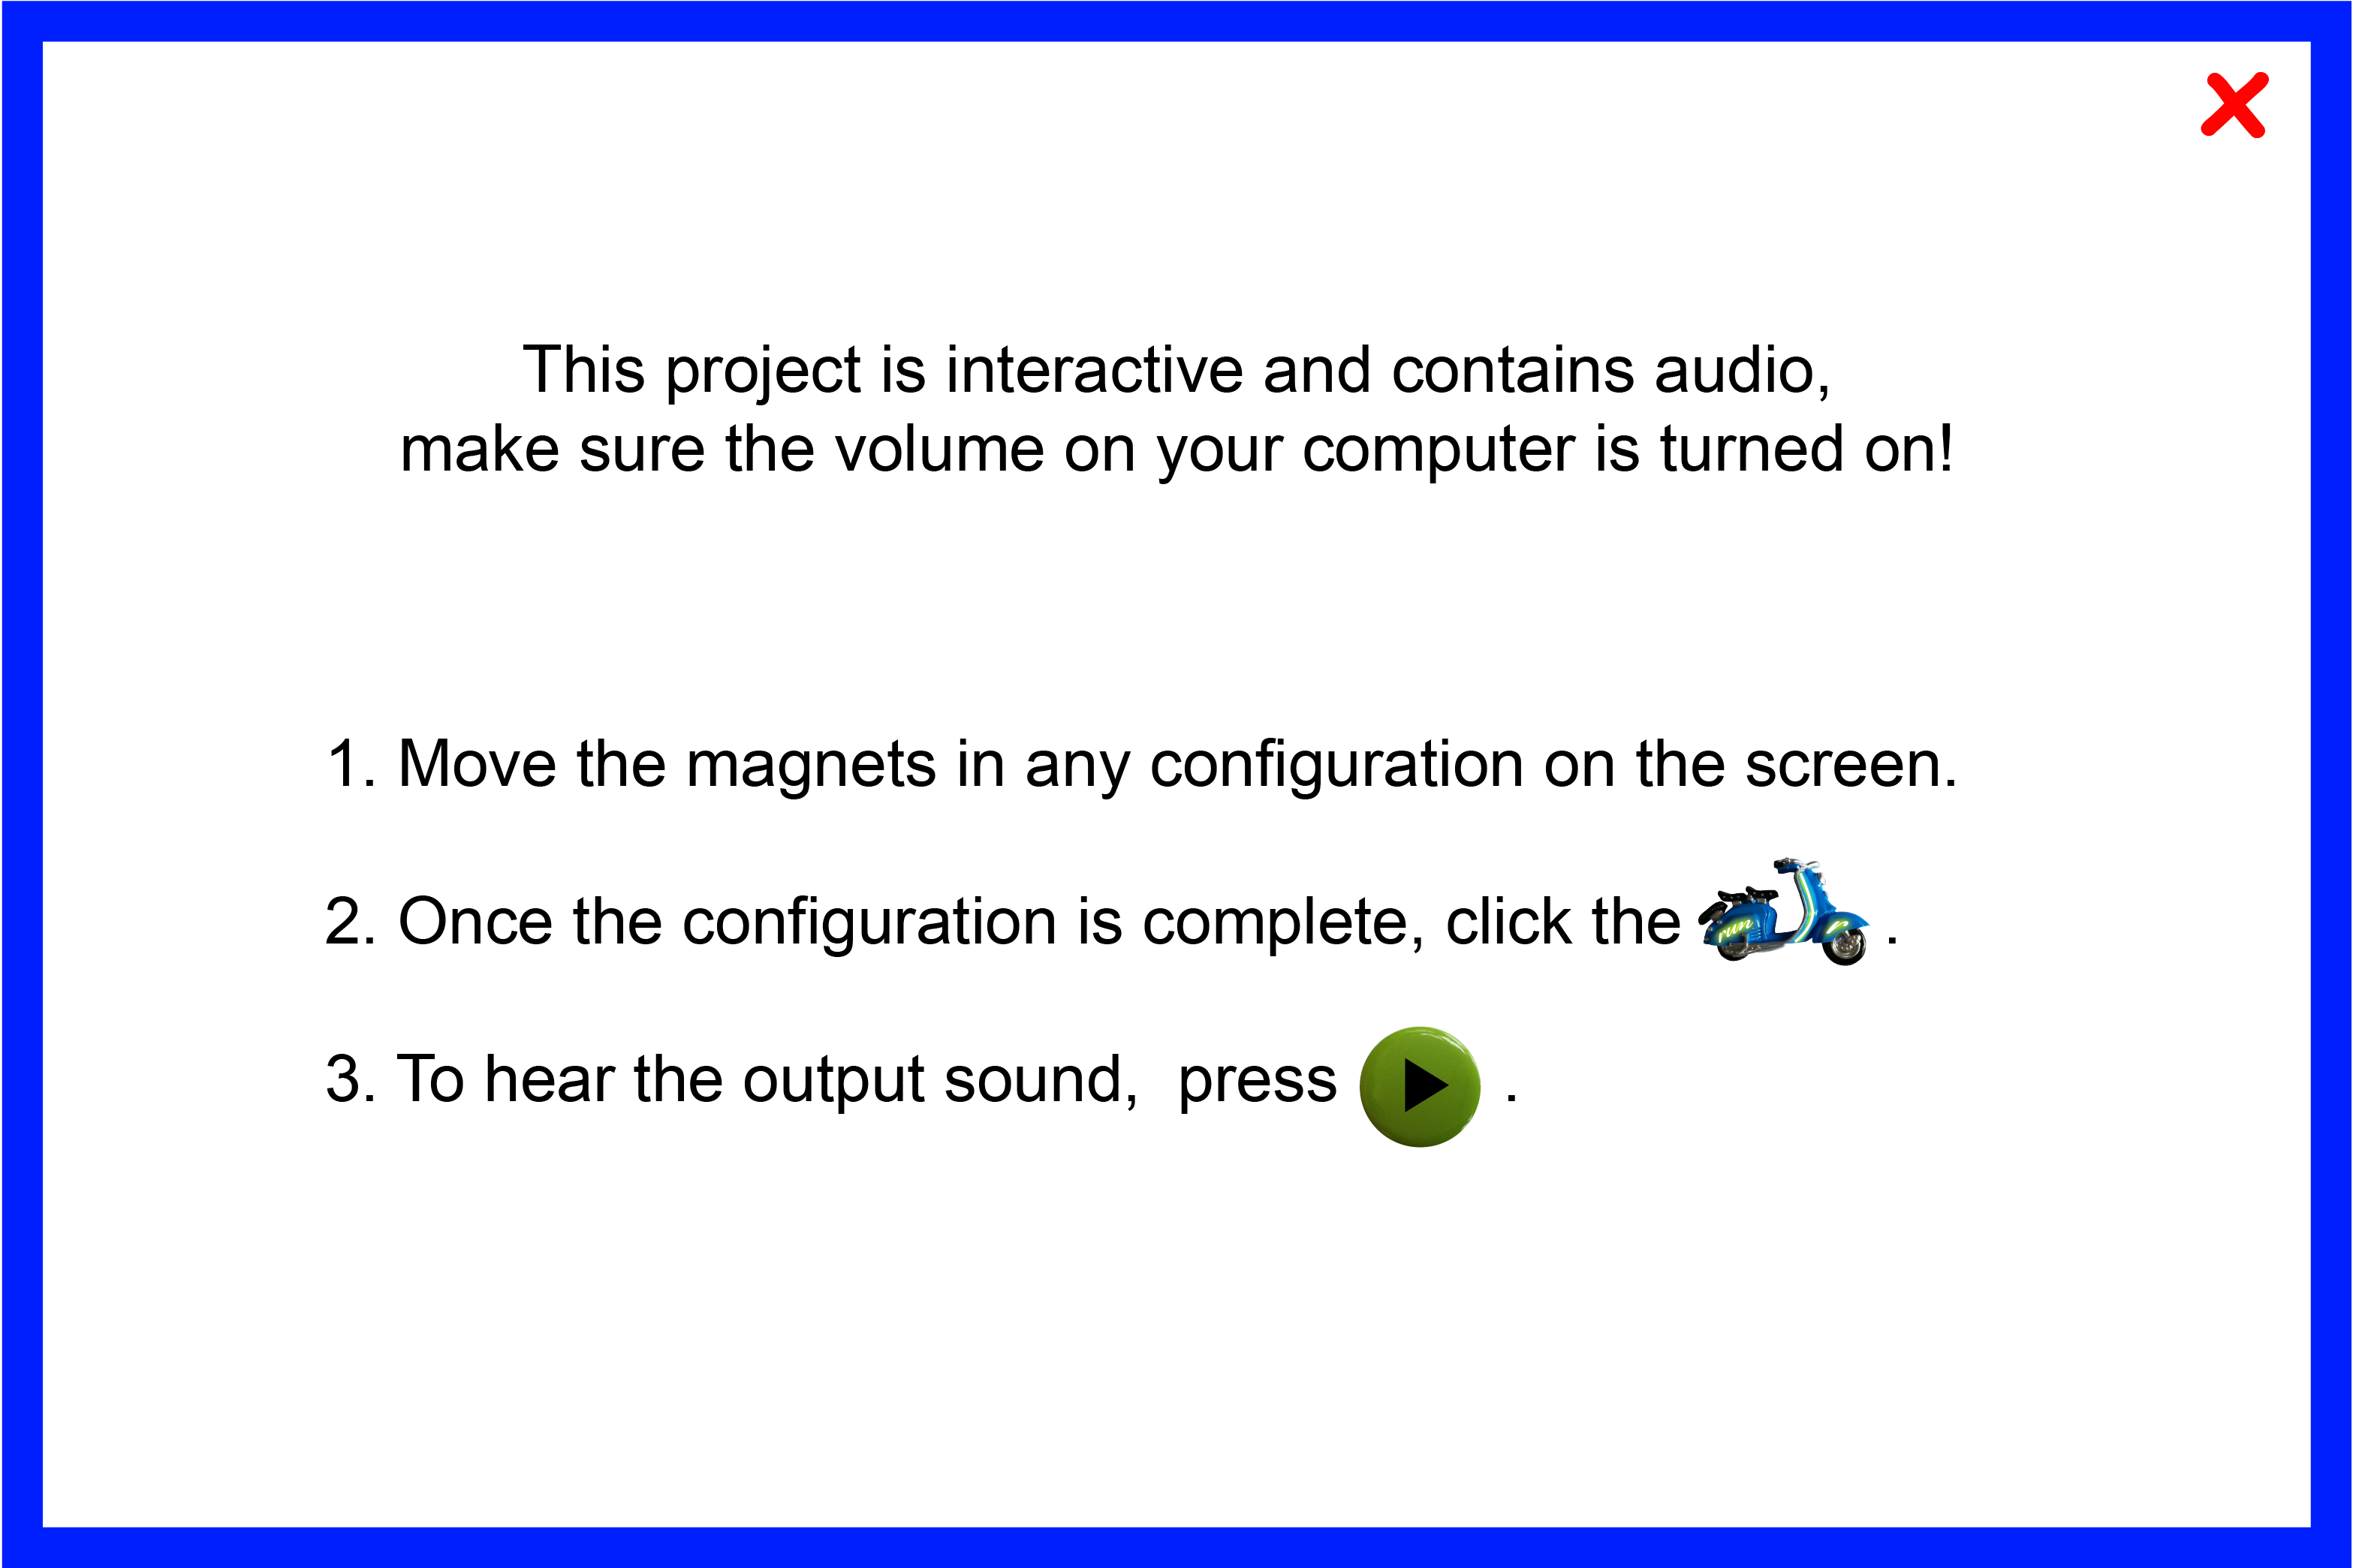 This project is interactive and contains audio,
make sure the volume on your computer is turned on!
1. Move the magnets in any configuration on the screen.
2. Once the configuration is complete, click the run .
3. To hear the output sound, press .